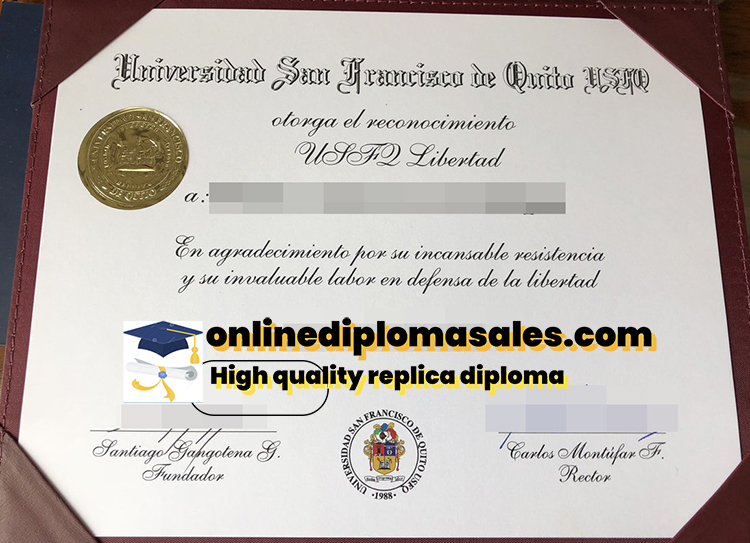 Universidad San Francisco de Quito USFQ
otorga el reconocimiento
USFQ Libertad
a:
En agradecimiento por su incansable resistencia
y su invaluable labor en defensa de la libertad
onlinediplomasales.com
High quality replica diploma
Santiago Gangotena G.
Fundador
UNIVERSIDAD SAN FRANCISCO DE QUITO USFQ
·1988·
Carlos Montúfar F.
Rector